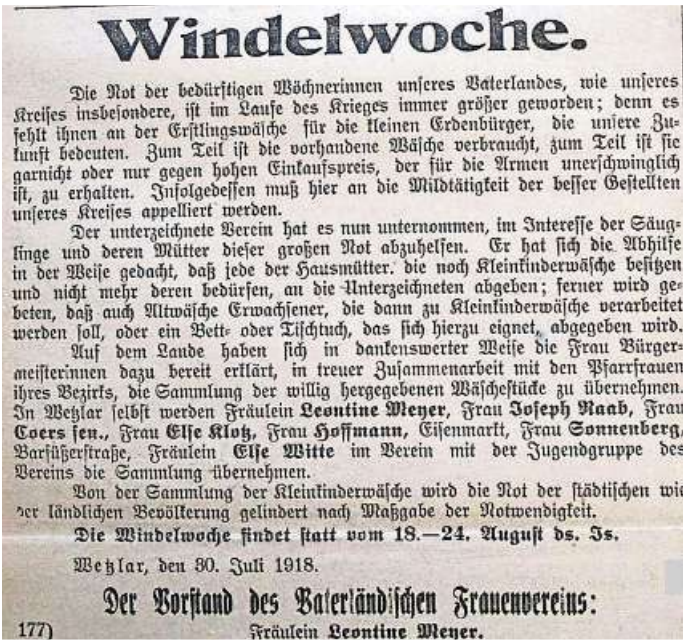 Windelwoche.
Die Not der bedürftigen Wöchnerinnen unseres Vaterlandes, wie unseres
Kreises insbesondere, ist im Laufe des Krieges immer größer geworden; denn es
fehlt ihnen an der Erstlingswäsche für die kleinen Erdenbürger, die unsere Zu-
kunft bedeuten. Zum Teil ist die vorhandene Wäsche verbraucht, zum Teil ist sie
garnicht oder nur gegen hohen Einkaufspreis, der für die Armen unerschwinglich
ist, zu erhalten. Infolgedessen muß hier an die Mildtätigkeit der besser Gestellten
unseres Kreises appelliert werden.
Der unterzeichnete Verein hat es nun unternommen, im Interesse der Säug-
linge und deren Mütter dieser großen Not abzuhelfen. Er hat sich die Abhilfe
in der Weise gedacht, daß jede der Hausmütter. die noch Kleinkinderwäsche besitzen
und nicht mehr deren bedürfen, an die Unterzeichneten abgeben; ferner wird ge-
beten, daß auch Altwäsche Erwachsener, die dann zu Kleinkinderwäsche verarbeitet
werden soll, oder ein Bett- oder Tischtuch, das sich hierzu eignet, abgegeben wird.
Auf dem Lande haben sich in dankenswerter Weise die Frau Bürger-
meisterinnen dazu bereit erklärt, in treuer Zusammenarbeit mit den Pfarrfrauen
ihres Bezirks, die Sammlung der willig hergegebenen Wäschestücke zu übernehmen.
In Wetzlar selbst werden Fräulein Leontine Meyer, Frau Joseph Raab, Frau
Coers sen., Frau Else Klotz, Frau Hoffmann, Eisenmarkt, Frau Sonnenberg,
Barfüßerstraße, Fräulein Else Witte im Verein mit der Jugendgruppe des
Vereins die Sammlung übernehmen.
Von der Sammlung der Kleinkinderwäsche wird die Not der städtischen wie
der ländlichen Bevölkerung gelindert nach Maßgabe der Notwendigkeit.
Die Windelwoche findet statt vom 18.—24. August ds. Is.
Wetzlar, den 30. Juli 1918.
Der Vorstand des Vaterländischen Frauenvereins:
177) Fräulein Leontine Meyer.